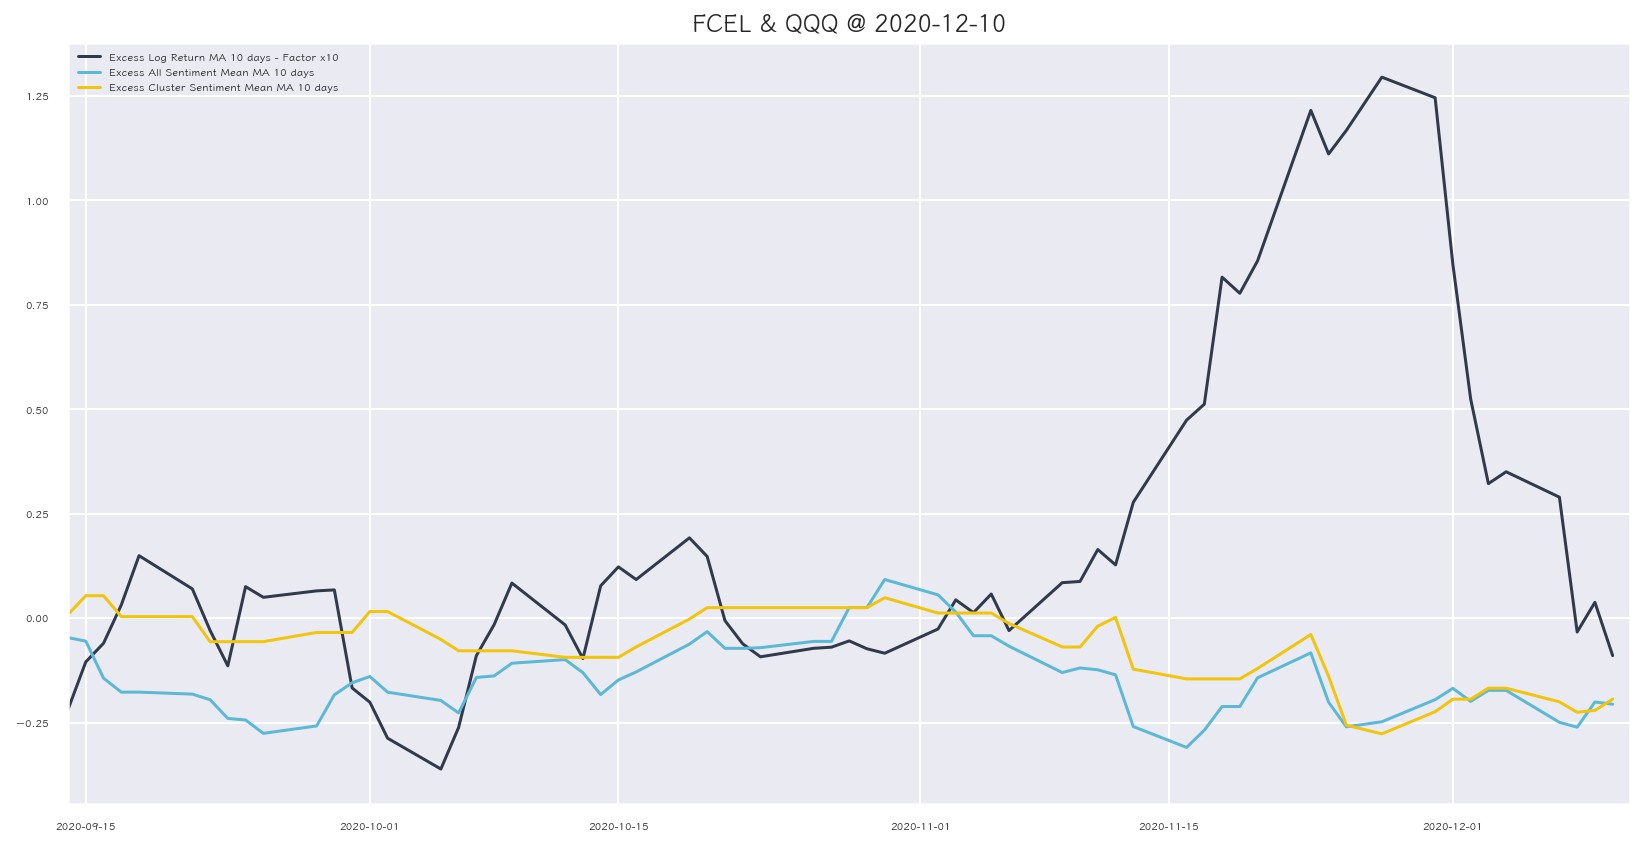 FCEL & QQQ @ 2020-12-10
Excess Log Return MA 10 days - Factor x10
Excess All Sentiment Mean MA 10 days
Excess Cluster Sentiment Mean MA 10 days
1.25
1.00
0.75
0.50
0.25
0.00
−0.25
2020-09-15 2020-10-01 2020-10-15 2020-11-01 2020-11-15 2020-12-01